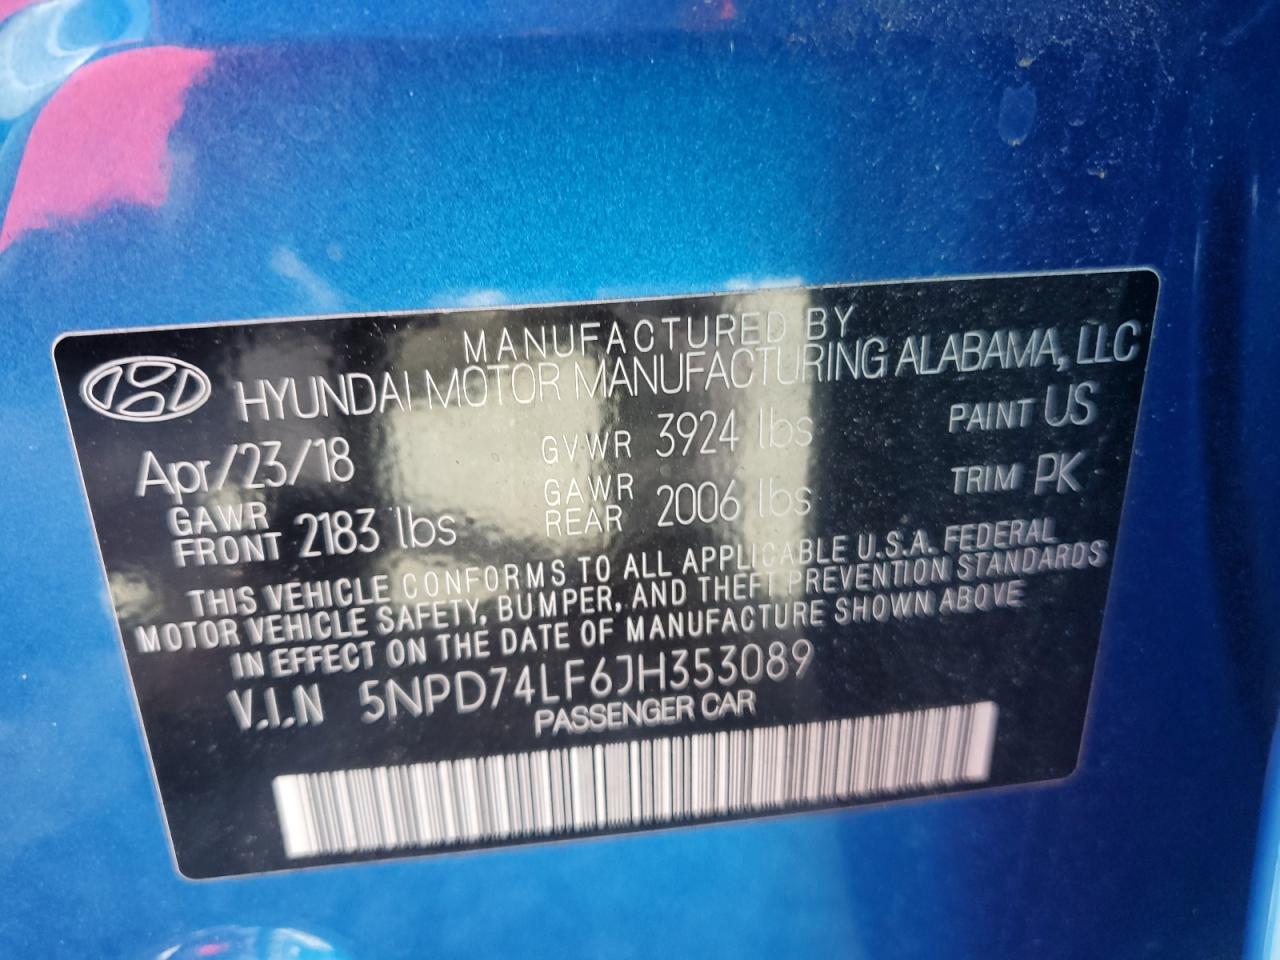 MANUFACTURED BY
HYUNDAI MOTOR MANUFACTURING ALABAMA, LLC
Apr/23/18 GVWR 3924 lbs PAINT US
GAWR FRONT 2183 lbs GAWR REAR 2006 lbs TRIM PK
THIS VEHICLE CONFORMS TO ALL APPLICABLE U.S.A. FEDERAL
MOTOR VEHICLE SAFETY, BUMPER, AND THEFT PREVENTION STANDARDS
IN EFFECT ON THE DATE OF MANUFACTURE SHOWN ABOVE
V.I.N 5NPD74LF6JH353089
PASSENGER CAR